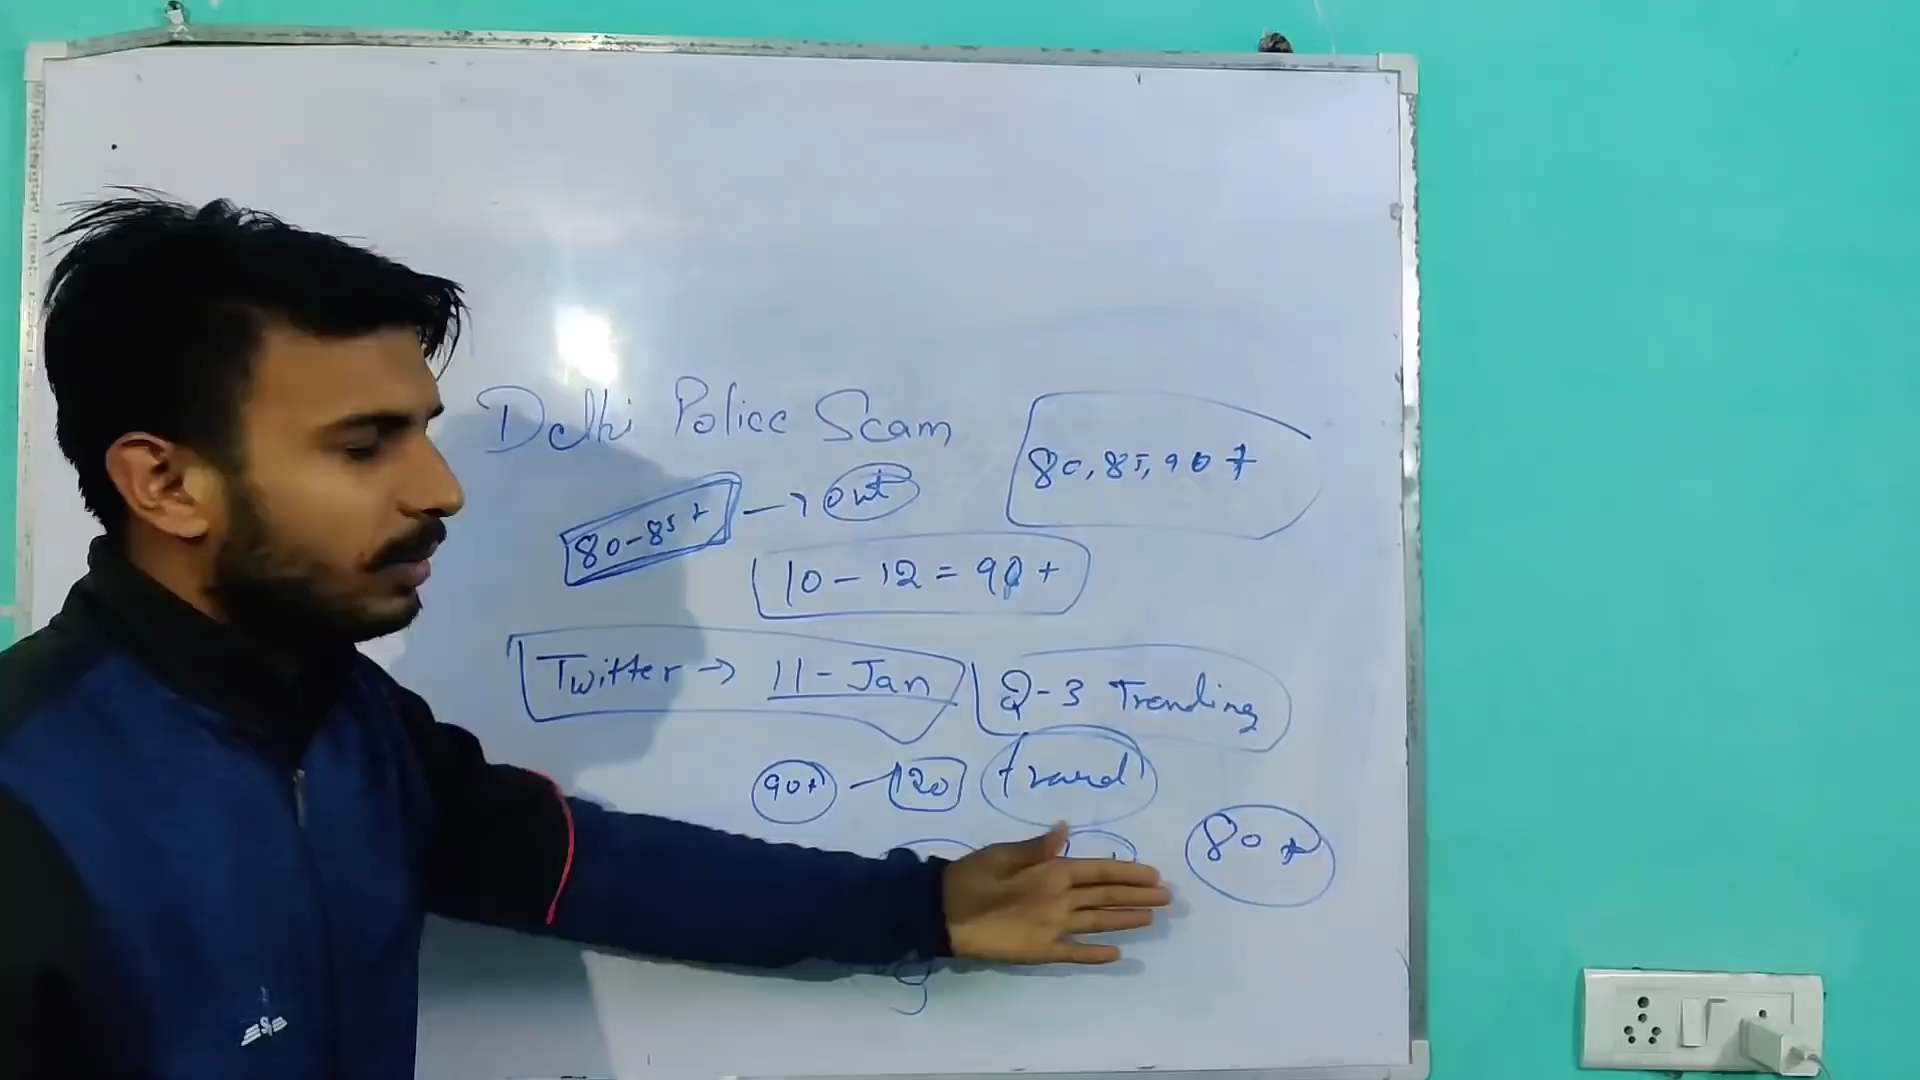 Delhi Police Scam
80, 85, 90 +
80-85+ → out
10 - 12 = 90 +
Twitter → 11 - Jan
2-3 Trending
90+ - 120 fraud
80 +